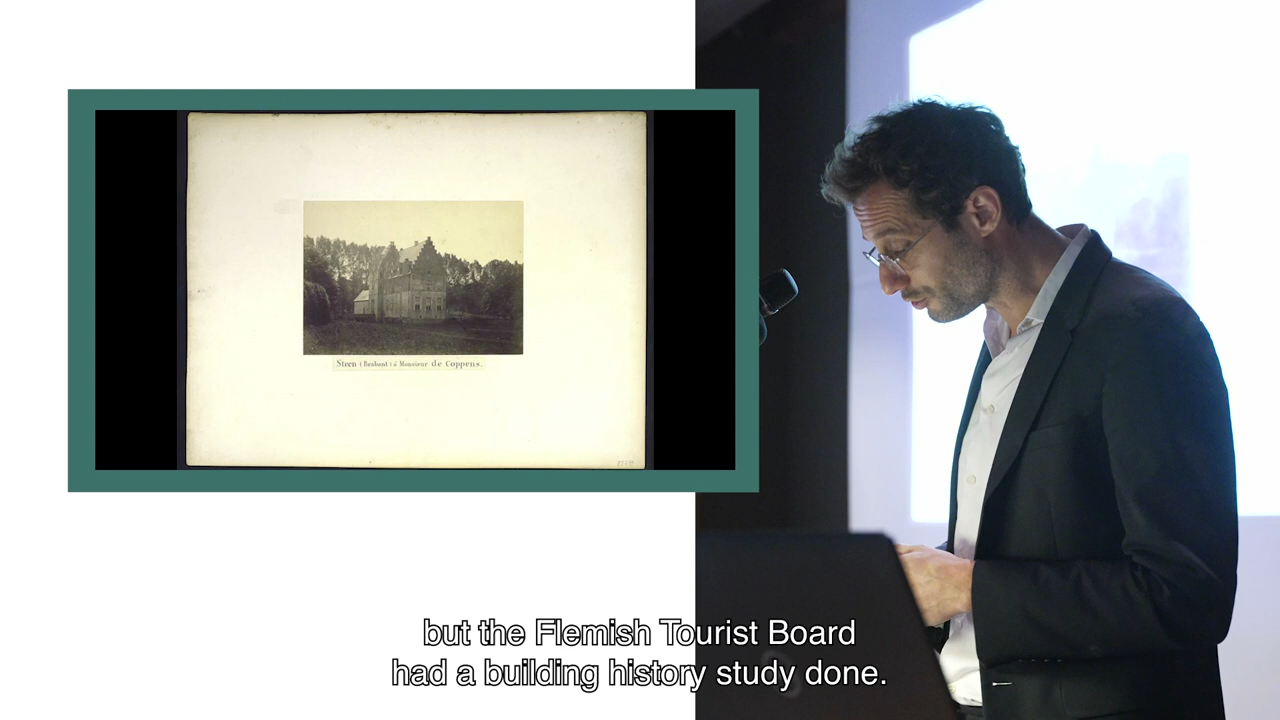 Steen (Brabant) à Monsieur de Coppens.
but the Flemish Tourist Board
had a building history study done.